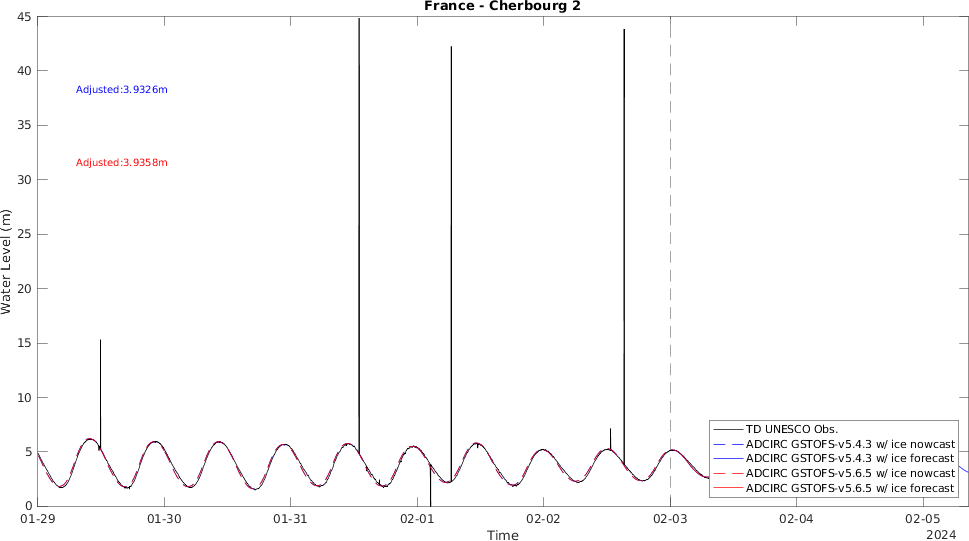 France - Cherbourg 2
45
40
35
30
25
20
15
10
5
0
Water Level (m)
Adjusted:3.9326m
Adjusted:3.9358m
TD UNESCO Obs.
ADCIRC GSTOFS-v5.4.3 w/ ice nowcast
ADCIRC GSTOFS-v5.4.3 w/ ice forecast
ADCIRC GSTOFS-v5.6.5 w/ ice nowcast
ADCIRC GSTOFS-v5.6.5 w/ ice forecast
01-29 01-30 01-31 02-01 02-02 02-03 02-04 02-05
Time
2024